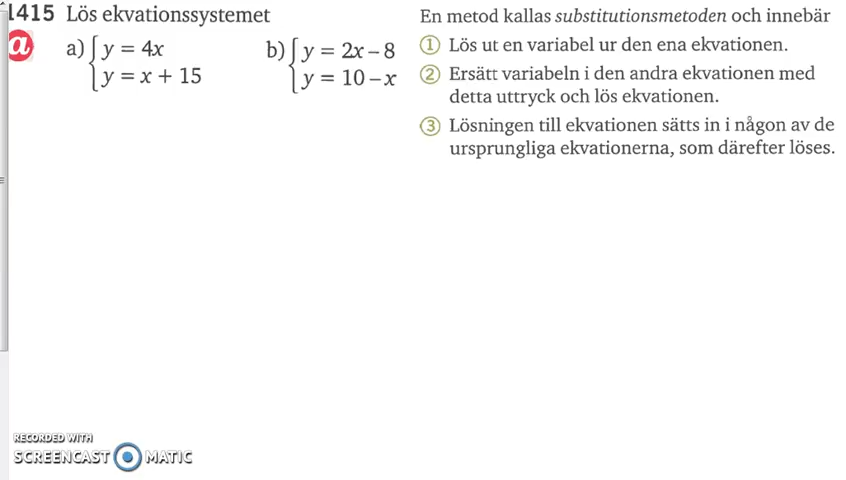 1415 Lös ekvationssystemet
a
a) y = 4x
y = x + 15
b) y = 2x – 8
y = 10 – x
En metod kallas substitutionsmetoden och innebär
1 Lös ut en variabel ur den ena ekvationen.
2 Ersätt variabeln i den andra ekvationen med
detta uttryck och lös ekvationen.
3 Lösningen till ekvationen sätts in i någon av de
ursprungliga ekvationerna, som därefter löses.
RECORDED WITH
SCREENCAST MATIC